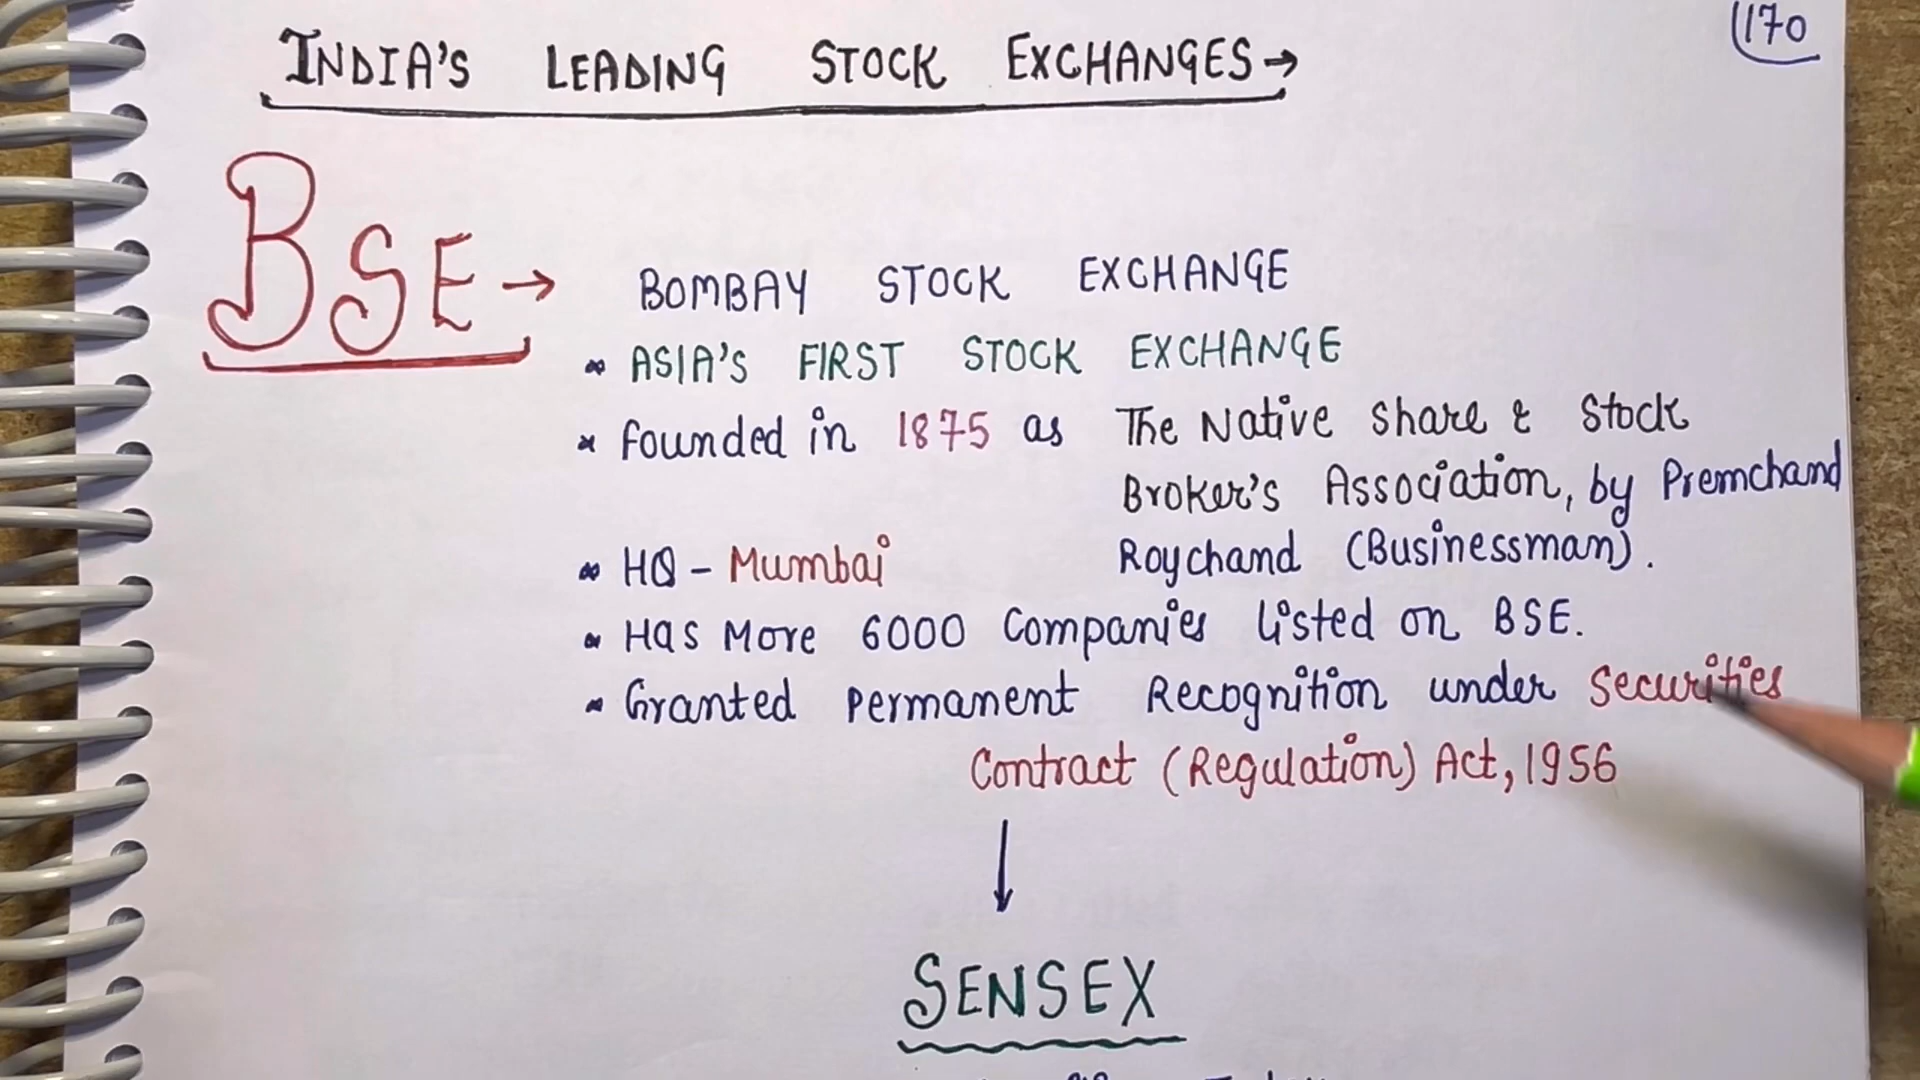 170
INDIA'S LEADING STOCK EXCHANGES →
BSE → BOMBAY STOCK EXCHANGE
ASIA'S FIRST STOCK EXCHANGE
founded in 1875 as The Native Share & Stock
Broker's Association, by Premchand
Roychand (Businessman).
HQ - Mumbai
Has More 6000 Companies listed on BSE.
Granted permanent Recognition under Securities
Contract (Regulation) Act, 1956
↓
SENSEX